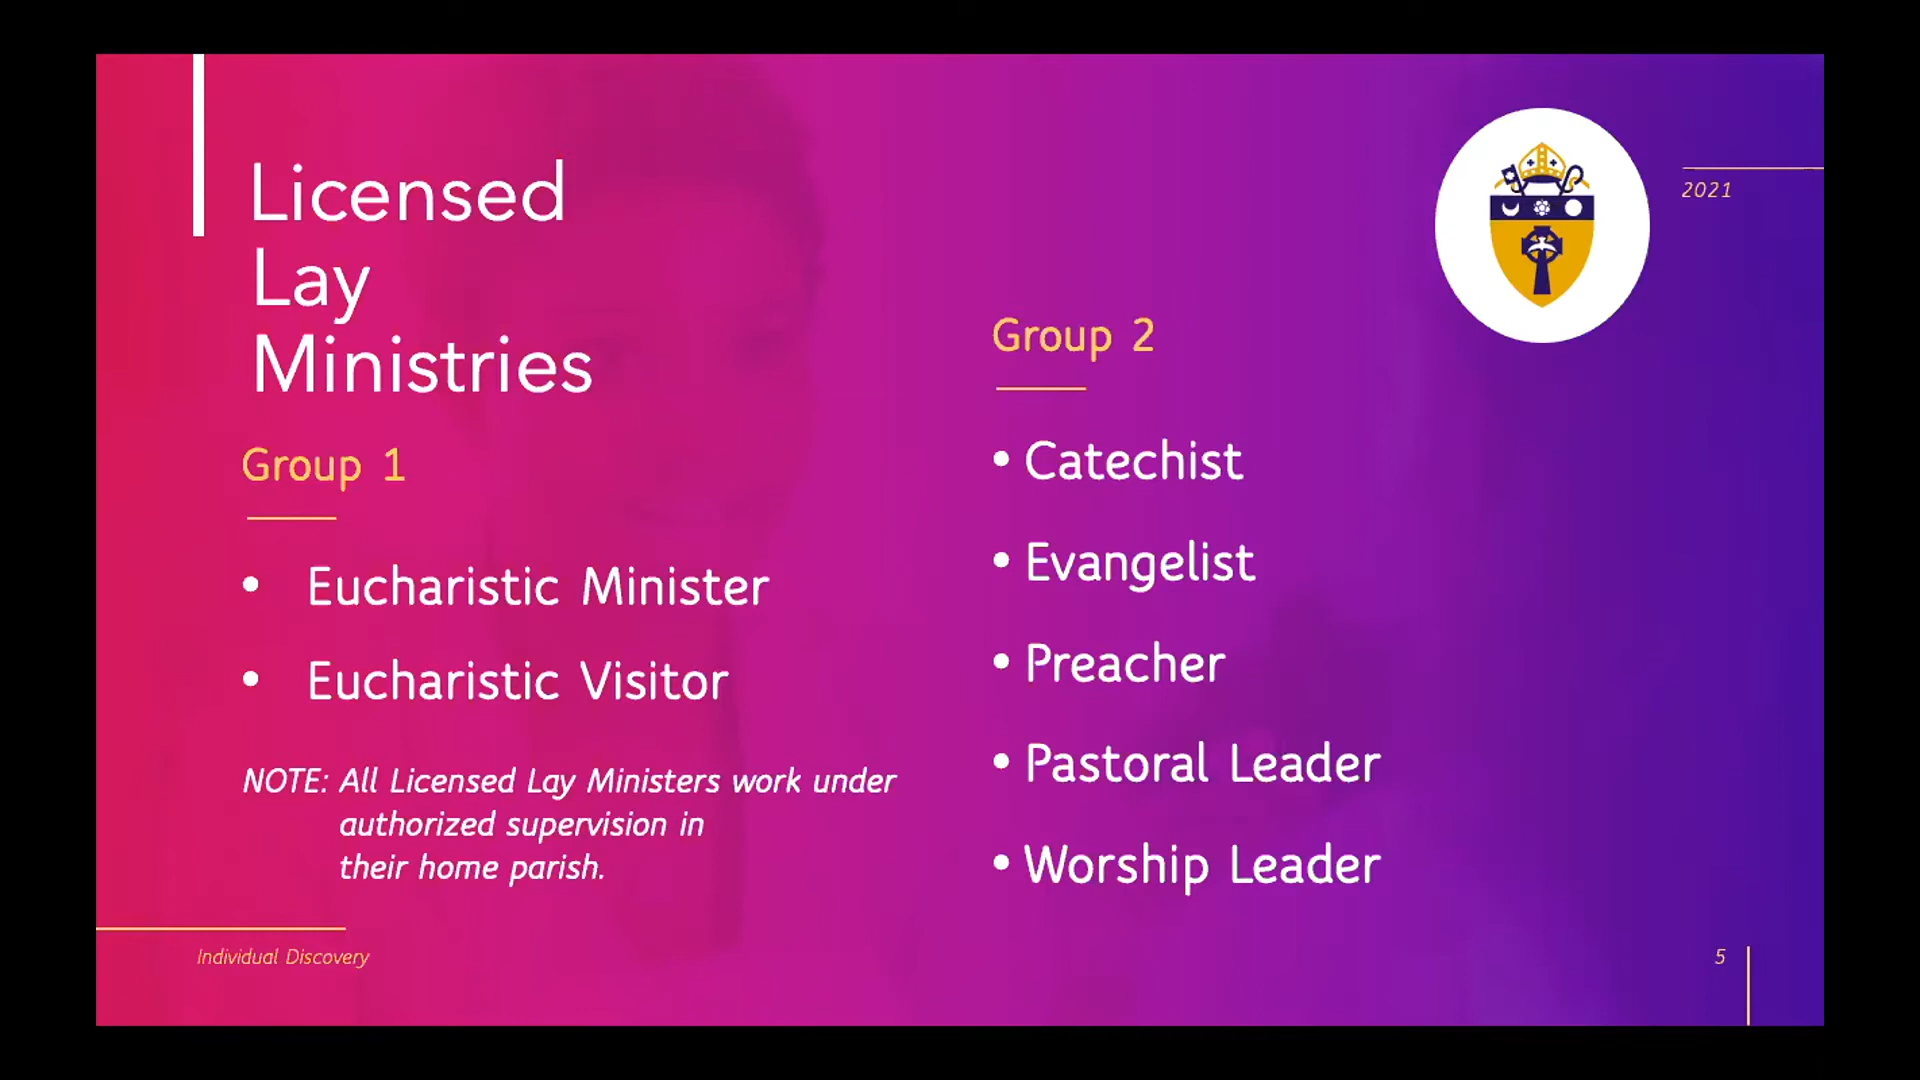 Licensed
Lay
Ministries
2021
Group 1
• Eucharistic Minister
• Eucharistic Visitor
NOTE: All Licensed Lay Ministers work under
authorized supervision in
their home parish.
Group 2
• Catechist
• Evangelist
• Preacher
• Pastoral Leader
• Worship Leader
Individual Discovery
5